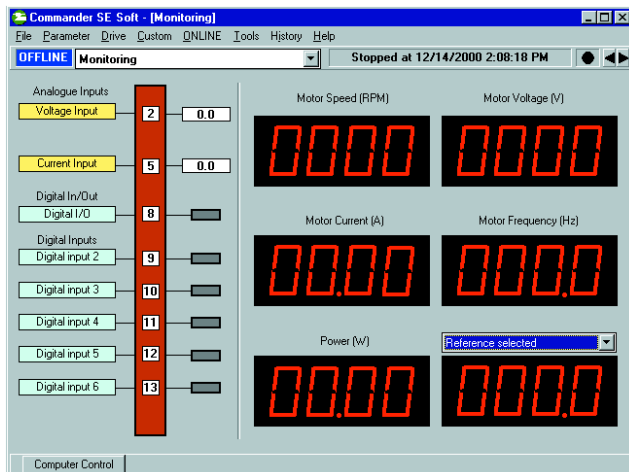 Commander SE Soft - [Monitoring]
File Parameter Drive Custom ONLINE Tools History Help
OFFLINE Monitoring Stopped at 12/14/2000 2:08:18 PM
Analogue Inputs
Voltage Input 2 0.0
Current Input 5 0.0
Digital In/Out
Digital I/O 8
Digital Inputs
Digital input 2 9
Digital input 3 10
Digital input 4 11
Digital input 5 12
Digital input 6 13
Motor Speed (RPM) Motor Voltage (V)
0000 0000
Motor Current (A) Motor Frequency (Hz)
00.00 000.0
Power (W) Reference selected
00.00 000.0
Computer Control